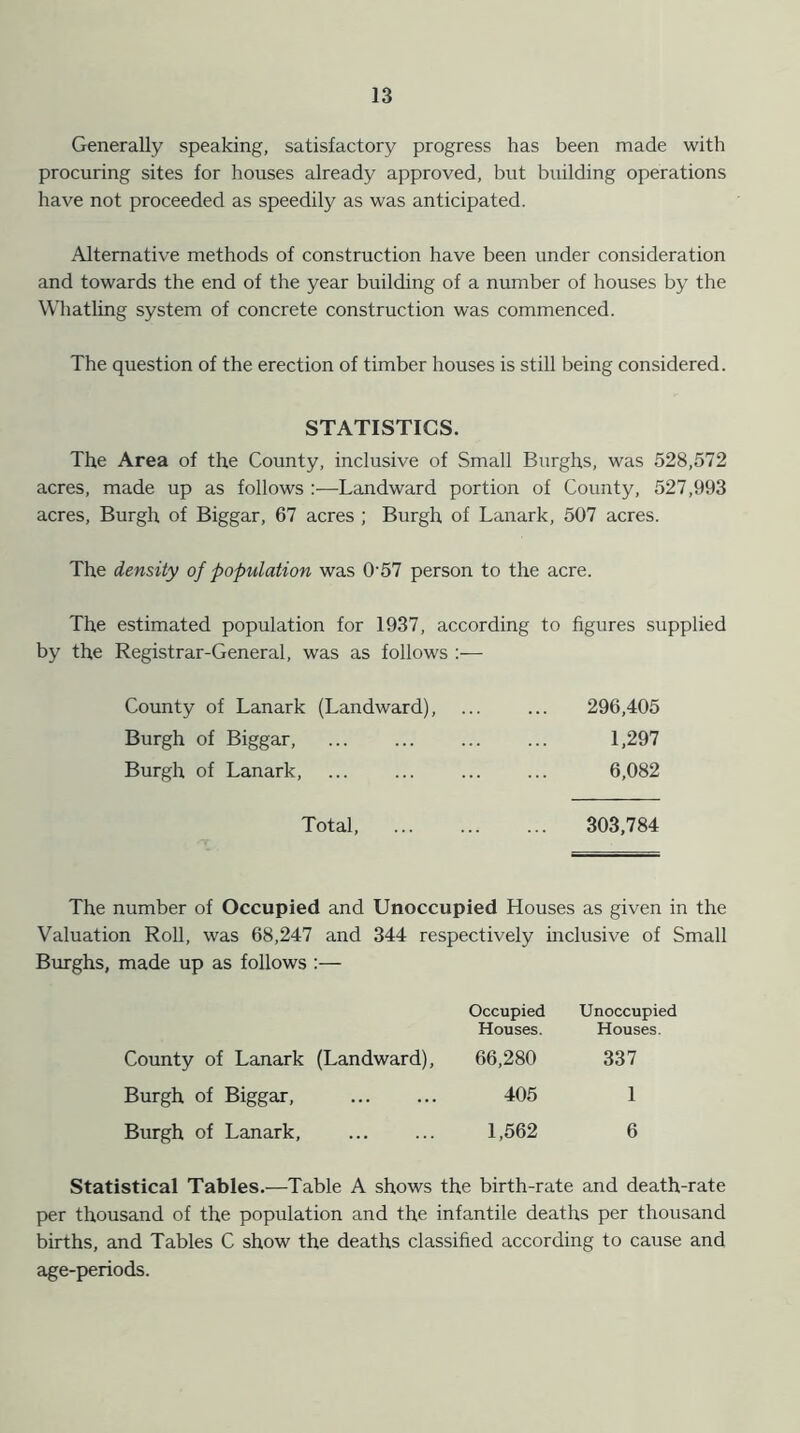 13
Generally speaking, satisfactory progress has been made with
procuring sites for houses already approved, but building operations
have not proceeded as speedily as was anticipated.
Alternative methods of construction have been under consideration
and towards the end of the year building of a number of houses by the
Whatling system of concrete construction was commenced.
The question of the erection of timber houses is still being considered.
STATISTICS.
The Area of the County, inclusive of Small Burghs, was 528,572
acres, made up as follows :—Landward portion of County, 527,993
acres, Burgh of Biggar, 67 acres ; Burgh of Lanark, 507 acres.
The density of population was 0·57 person to the acre.
The estimated population for 1937, according to figures supplied
by the Registrar-General, was as follows :—
County of Lanark (Landward), ... ... 296,405
Burgh of Biggar, ... ... ... ... 1,297
Burgh of Lanark, ... ... ... ... 6,082
Total, ... ... ... 303,784
The number of Occupied and Unoccupied Houses as given in the
Valuation Roll, was 68,247 and 344 respectively inclusive of Small
Burghs, made up as follows :—
Occupied Unoccupied
Houses. Houses.
County of Lanark (Landward), 66,280 337
Burgh of Biggar, ... ... 405 1
Burgh of Lanark, ... ... 1,562 6
Statistical Tables.—Table A shows the birth-rate and death-rate
per thousand of the population and the infantile deaths per thousand
births, and Tables C show the deaths classified according to cause and
age-periods.